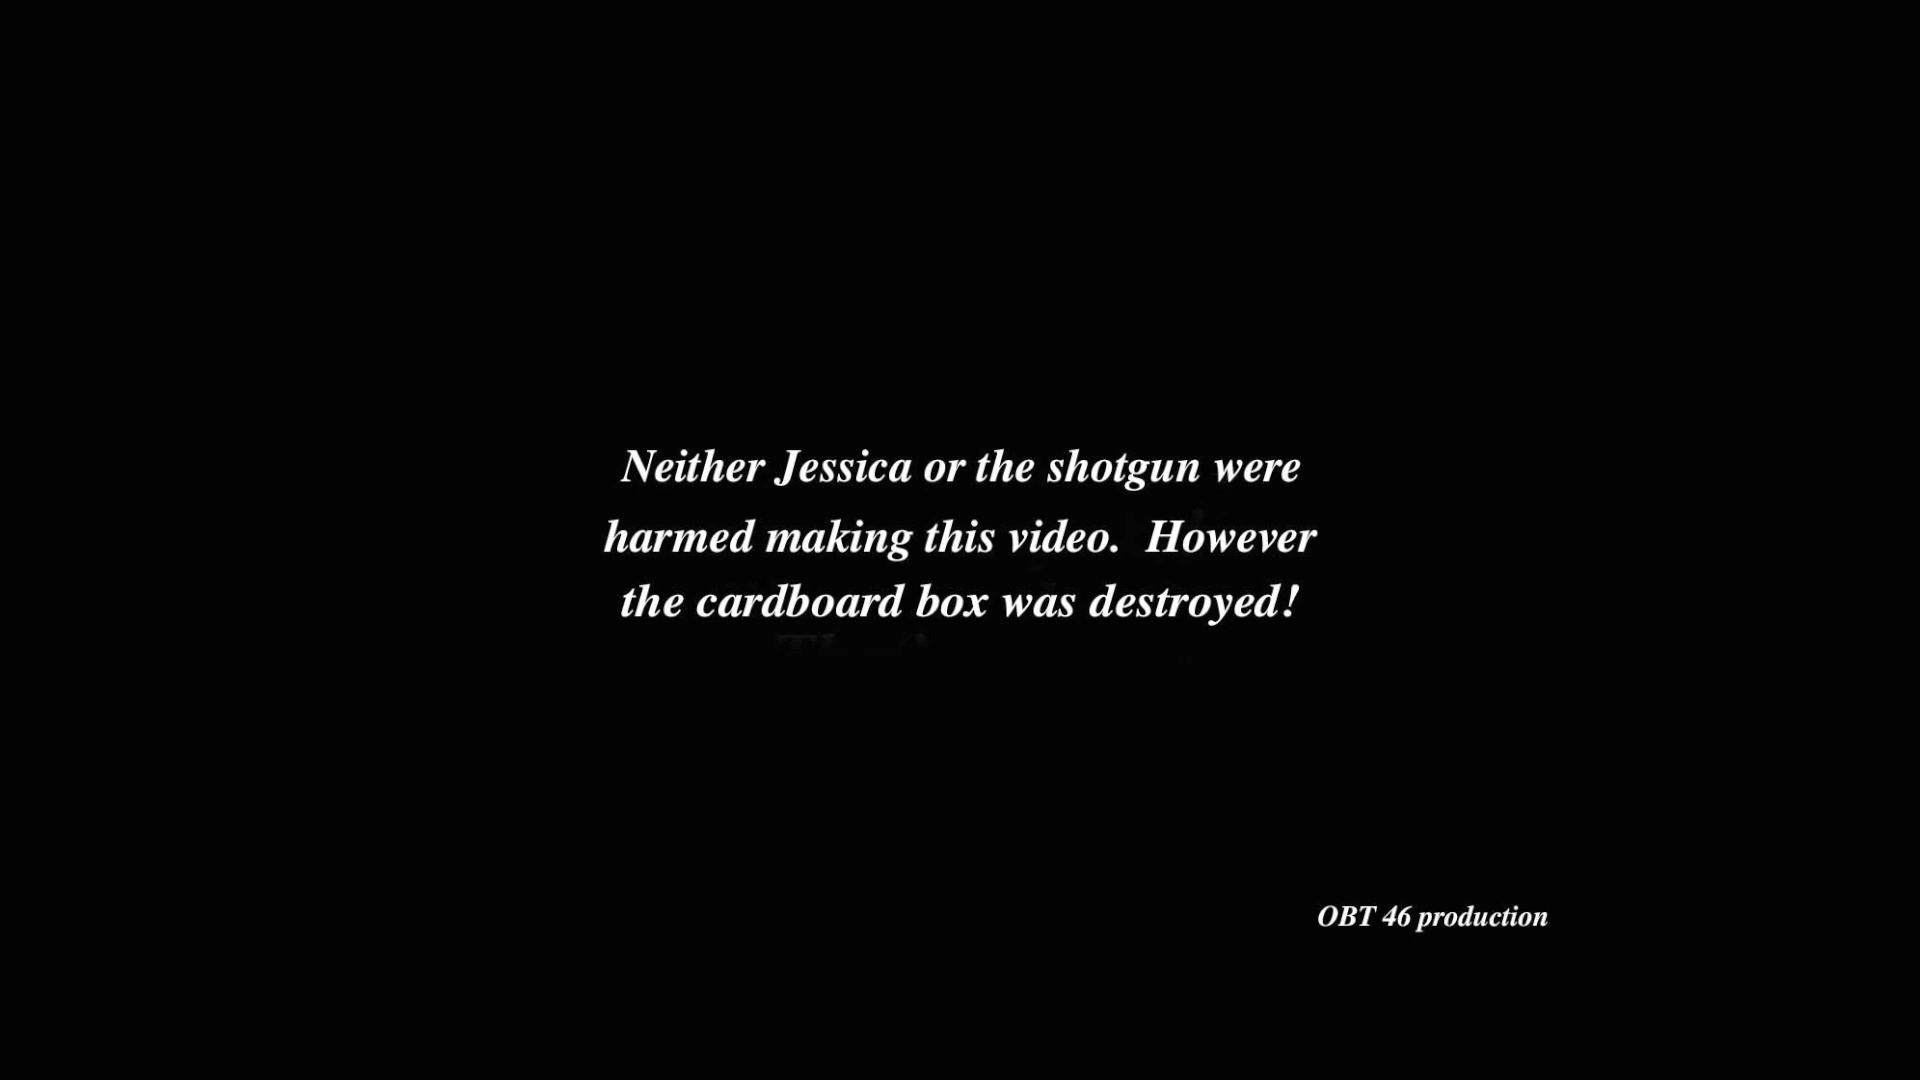 Neither Jessica or the shotgun were
harmed making this video.  However
the cardboard box was destroyed!
OBT 46 production